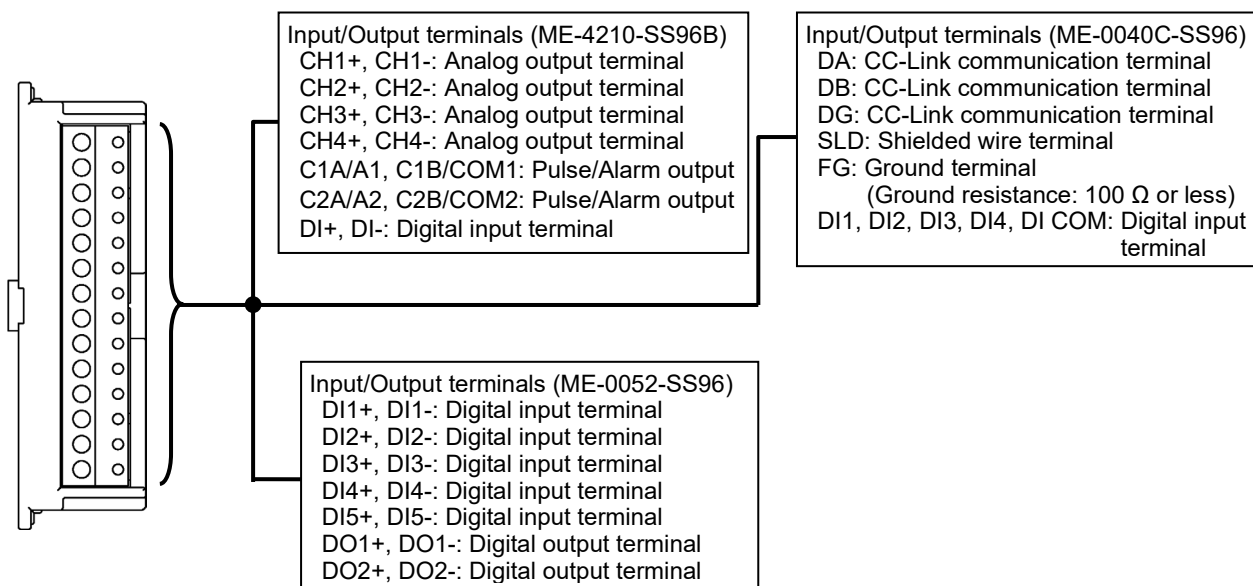 Input/Output terminals (ME-4210-SS96B)
CH1+, CH1-: Analog output terminal
CH2+, CH2-: Analog output terminal
CH3+, CH3-: Analog output terminal
CH4+, CH4-: Analog output terminal
C1A/A1, C1B/COM1: Pulse/Alarm output
C2A/A2, C2B/COM2: Pulse/Alarm output
DI+, DI-: Digital input terminal
Input/Output terminals (ME-0040C-SS96)
DA: CC-Link communication terminal
DB: CC-Link communication terminal
DG: CC-Link communication terminal
SLD: Shielded wire terminal
FG: Ground terminal
(Ground resistance: 100 Ω or less)
DI1, DI2, DI3, DI4, DI COM: Digital input
terminal
Input/Output terminals (ME-0052-SS96)
DI1+, DI1-: Digital input terminal
DI2+, DI2-: Digital input terminal
DI3+, DI3-: Digital input terminal
DI4+, DI4-: Digital input terminal
DI5+, DI5-: Digital input terminal
DO1+, DO1-: Digital output terminal
DO2+, DO2-: Digital output terminal